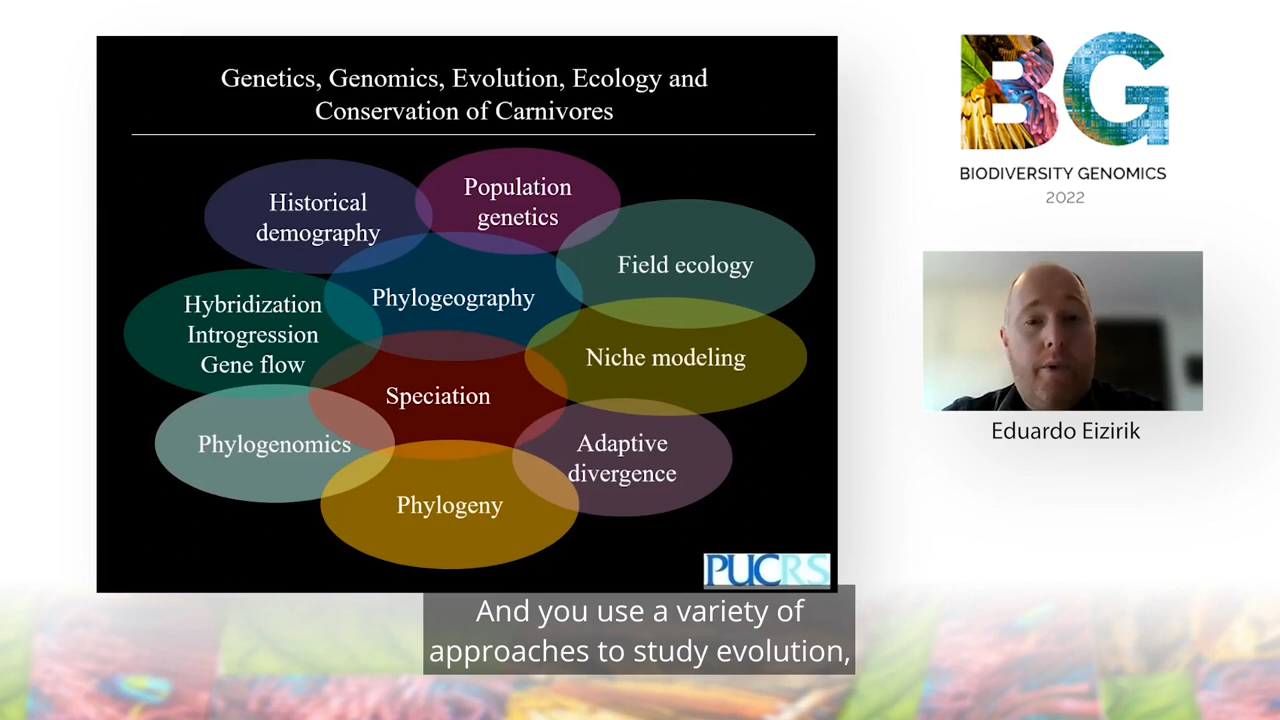 Genetics, Genomics, Evolution, Ecology and
Conservation of Carnivores
Historical
demography
Population
genetics
Field ecology
Phylogeography
Hybridization
Introgression
Gene flow
Niche modeling
Speciation
Phylogenomics
Adaptive
divergence
Phylogeny
PUCRS
BG
BIODIVERSITY GENOMICS
2022
Eduardo Eizirik
And you use a variety of
approaches to study evolution,